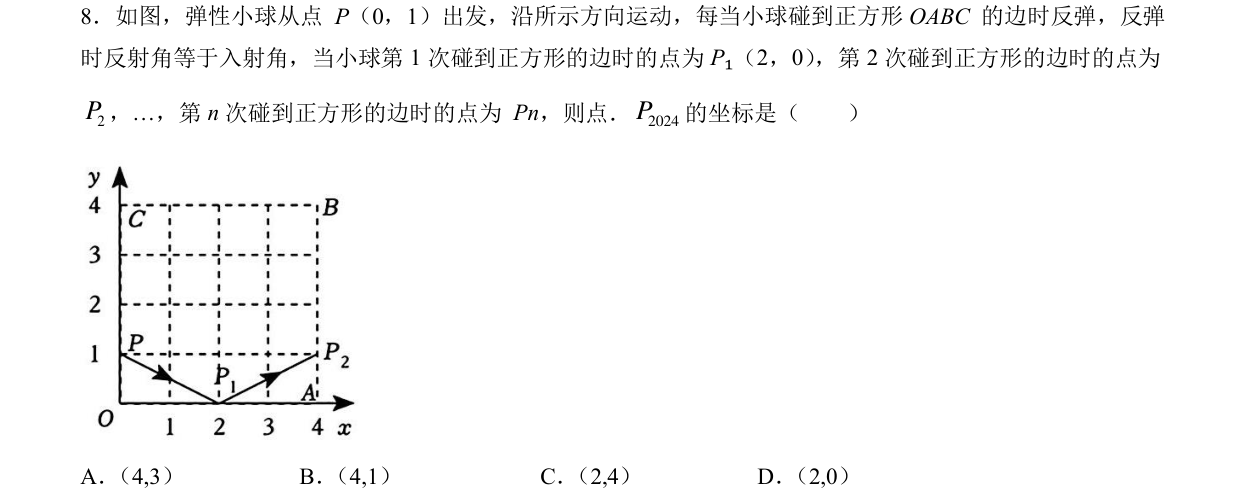 8．如图，弹性小球从点 P（0，1）出发，沿所示方向运动，每当小球碰到正方形 OABC 的边时反弹，反弹
时反射角等于入射角，当小球第 1 次碰到正方形的边时的点为 P₁（2，0），第 2 次碰到正方形的边时的点为
P₂，…，第 n 次碰到正方形的边时的点为 Pn，则点．P₂₀₂₄ 的坐标是（　　）
y
4 C B
3
2
1 P P₂
P₁ A
O 1 2 3 4 x
A．（4,3） B．（4,1） C．（2,4） D．（2,0）